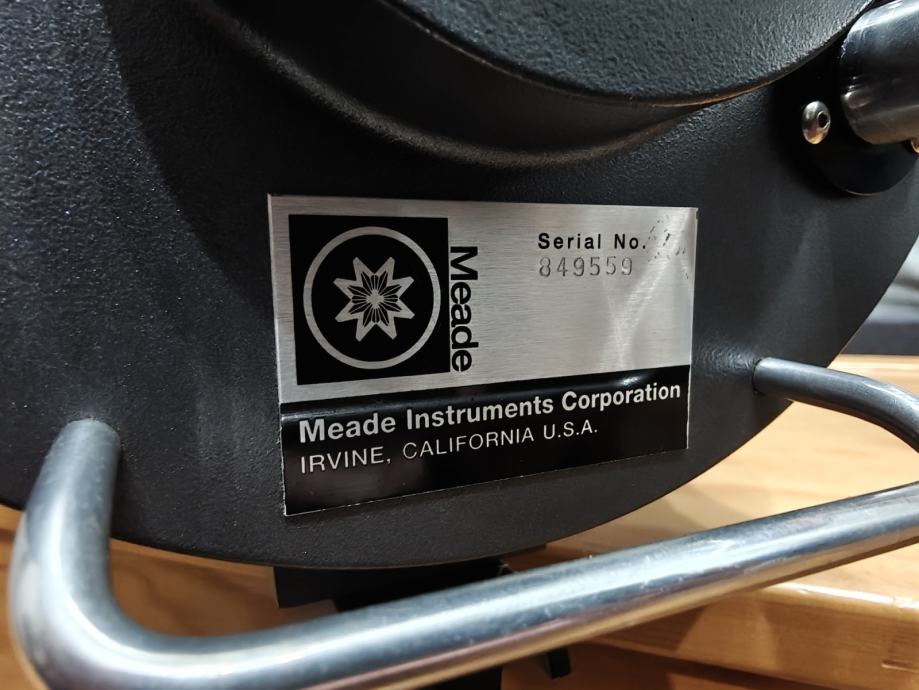 Meade
Serial No.
849559
Meade Instruments Corporation
IRVINE, CALIFORNIA U.S.A.